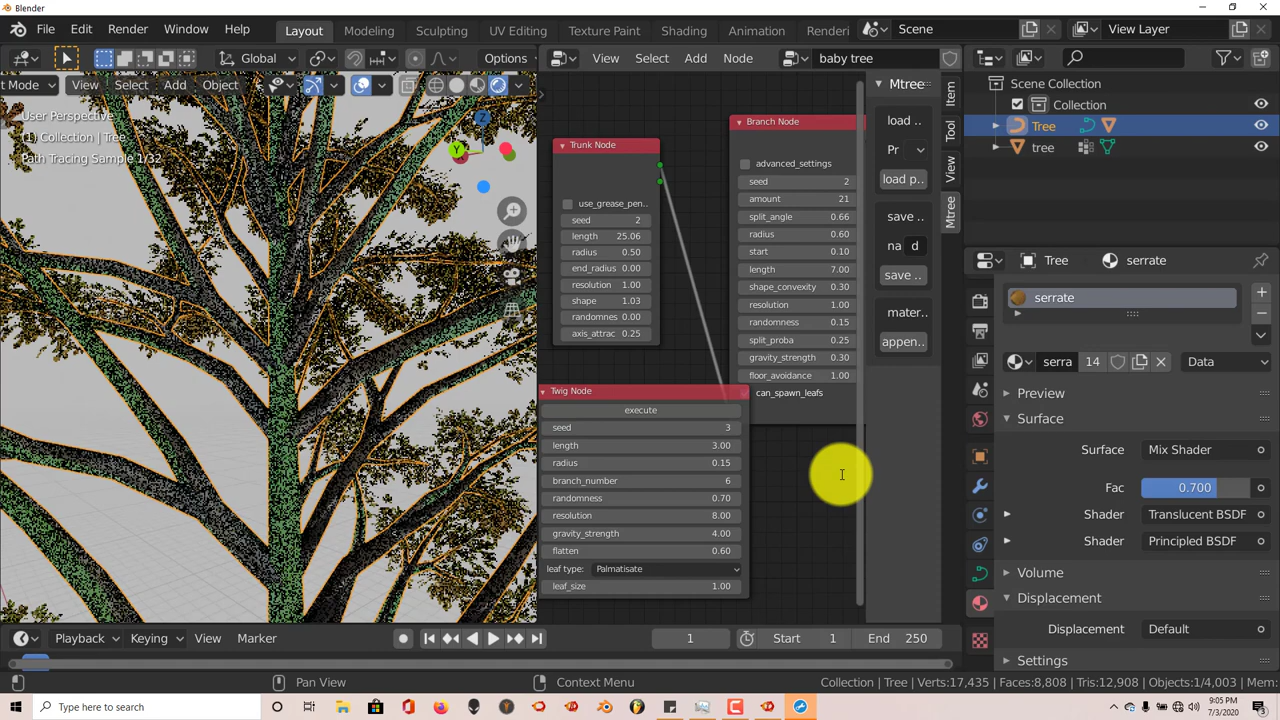 Blender
File Edit Render Window Help Layout Modeling Sculpting UV Editing Texture Paint Shading Animation Renderi Scene View Layer
Global Options View Select Add Node baby tree
t Mode View Select Add Object
User Perspective
(1) Collection | Tree
Path Tracing Sample 1/32
Z
Y
Trunk Node
use_grease_pen..
seed 2
length 25.06
radius 0.50
end_radius 0.00
resolution 1.00
shape 1.03
randomnes 0.00
axis_attrac 0.25
Branch Node
advanced_settings
seed 2
amount 21
split_angle 0.66
radius 0.60
start 0.10
length 7.00
shape_convexity 0.30
resolution 1.00
randomness 0.15
split_proba 0.25
gravity_strength 0.30
floor_avoidance 1.00
can_spawn_leafs
Twig Node
execute
seed 3
length 3.00
radius 0.15
branch_number 6
randomness 0.70
resolution 8.00
gravity_strength 4.00
flatten 0.60
leaf type: Palmatisate
leaf_size 1.00
Mtree
load ..
Pr
load p..
save ..
na d
save ..
mater..
appen..
Item
Tool
View
Mtree
Scene Collection
Collection
Tree
tree
Tree serrate
serrate
serra 14 Data
Preview
Surface
Surface Mix Shader
Fac 0.700
Shader Translucent BSDF
Shader Principled BSDF
Volume
Displacement
Displacement Default
Settings
Playback Keying View Marker 1 Start 1 End 250
Pan View Context Menu Collection | Tree | Verts:17,435 | Faces:8,808 | Tris:12,908 | Objects:1/4,003 | Mem:
Type here to search
9:05 PM
7/3/2020
3